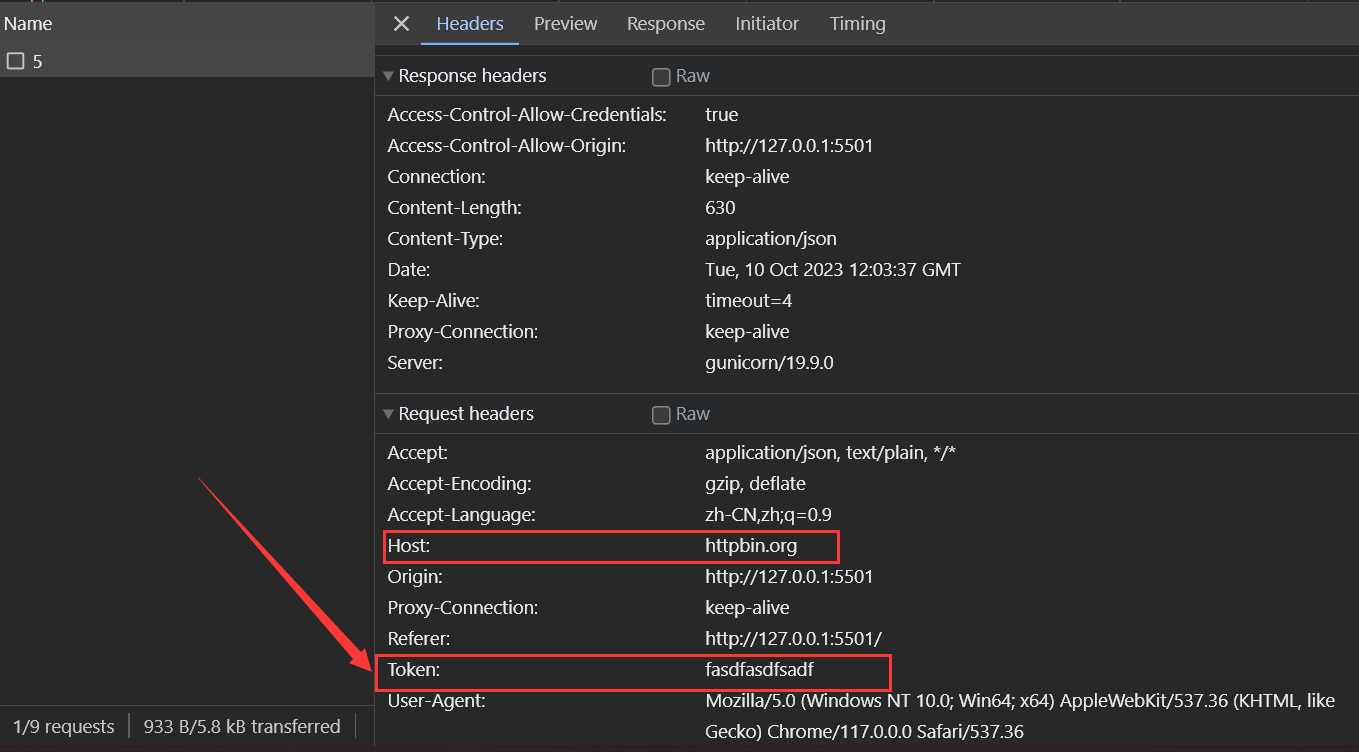 Name
Headers Preview Response Initiator Timing
5
Response headers Raw
Access-Control-Allow-Credentials: true
Access-Control-Allow-Origin: http://127.0.0.1:5501
Connection: keep-alive
Content-Length: 630
Content-Type: application/json
Date: Tue, 10 Oct 2023 12:03:37 GMT
Keep-Alive: timeout=4
Proxy-Connection: keep-alive
Server: gunicorn/19.9.0
Request headers Raw
Accept: application/json, text/plain, */*
Accept-Encoding: gzip, deflate
Accept-Language: zh-CN,zh;q=0.9
Host: httpbin.org
Origin: http://127.0.0.1:5501
Proxy-Connection: keep-alive
Referer: http://127.0.0.1:5501/
Token: fasdfasdfsadf
User-Agent: Mozilla/5.0 (Windows NT 10.0; Win64; x64) AppleWebKit/537.36 (KHTML, like
Gecko) Chrome/117.0.0.0 Safari/537.36
1/9 requests 933 B/5.8 kB transferred